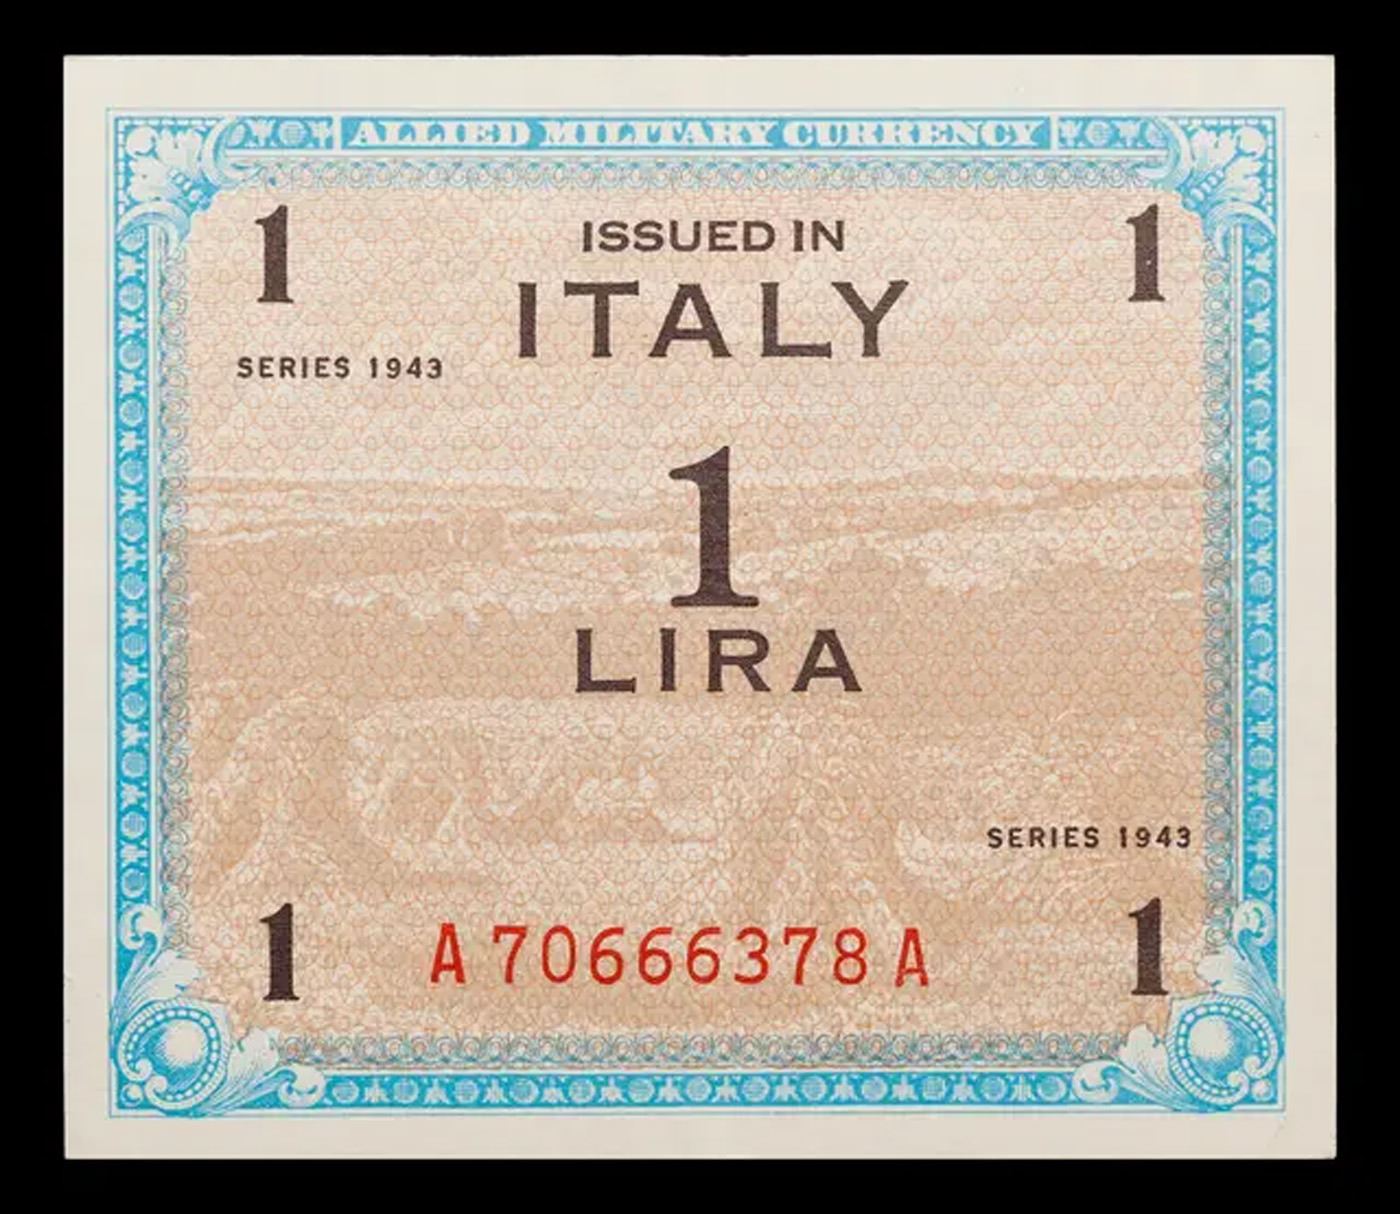 ALLIED MILITARY CURRENCY
1 1
ISSUED IN
ITALY
SERIES 1943
1
LIRA
SERIES 1943
1 1
A 70666378 A